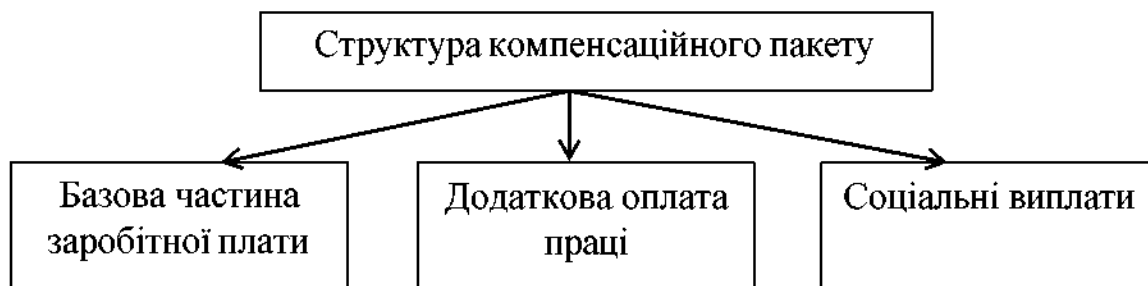 Структура компенсаційного пакету
Базова частина
заробітної плати
Додаткова оплата
праці
Соціальні виплати